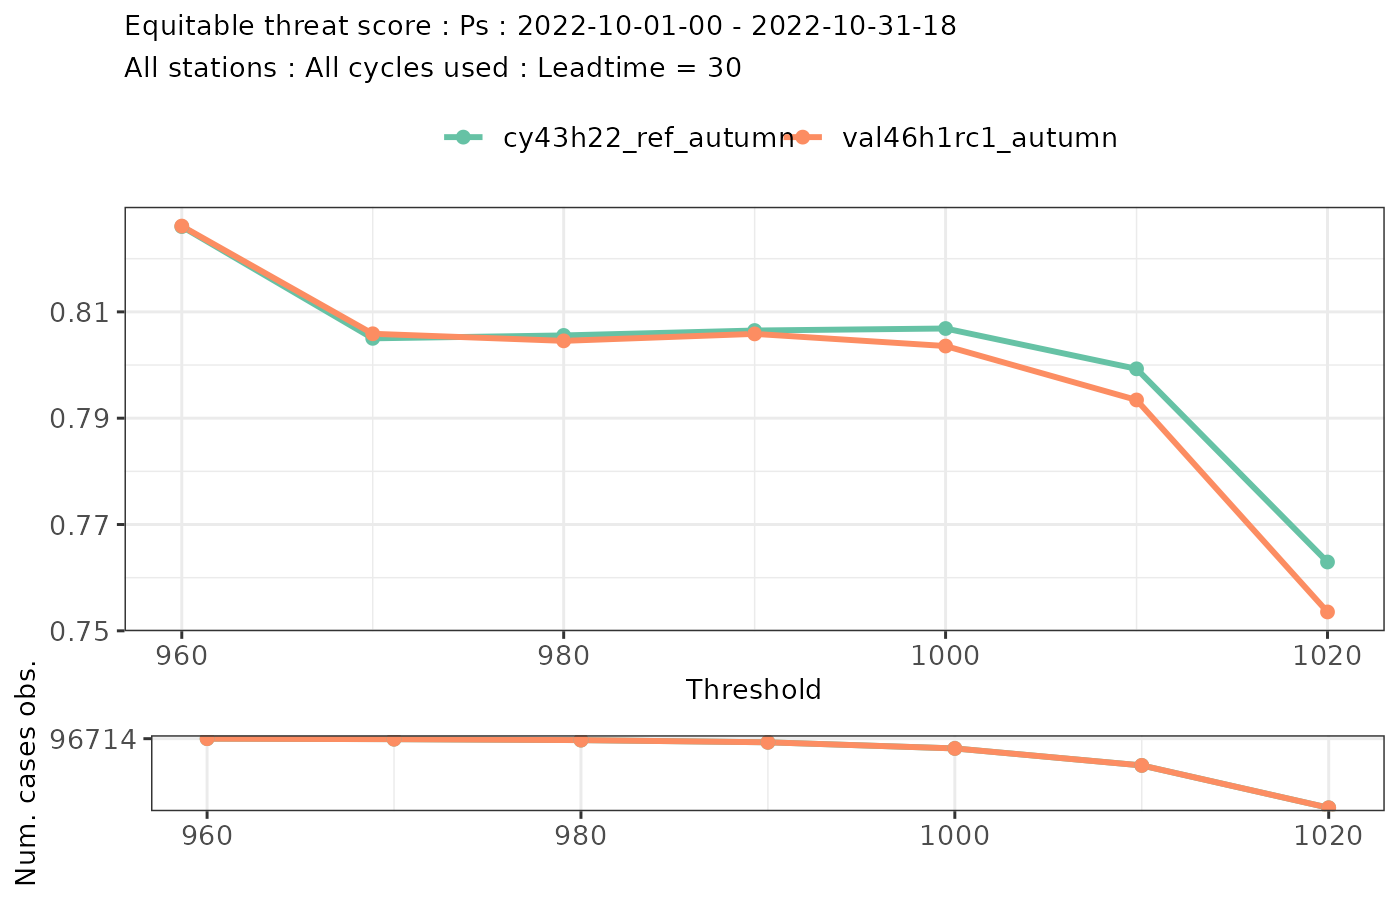 Equitable threat score : Ps : 2022-10-01-00 - 2022-10-31-18
All stations : All cycles used : Leadtime = 30
cy43h22_ref_autumn val46h1rc1_autumn
0.81
0.79
0.77
0.75
960 980 1000 1020
Threshold
Num. cases obs.
96714
960 980 1000 1020